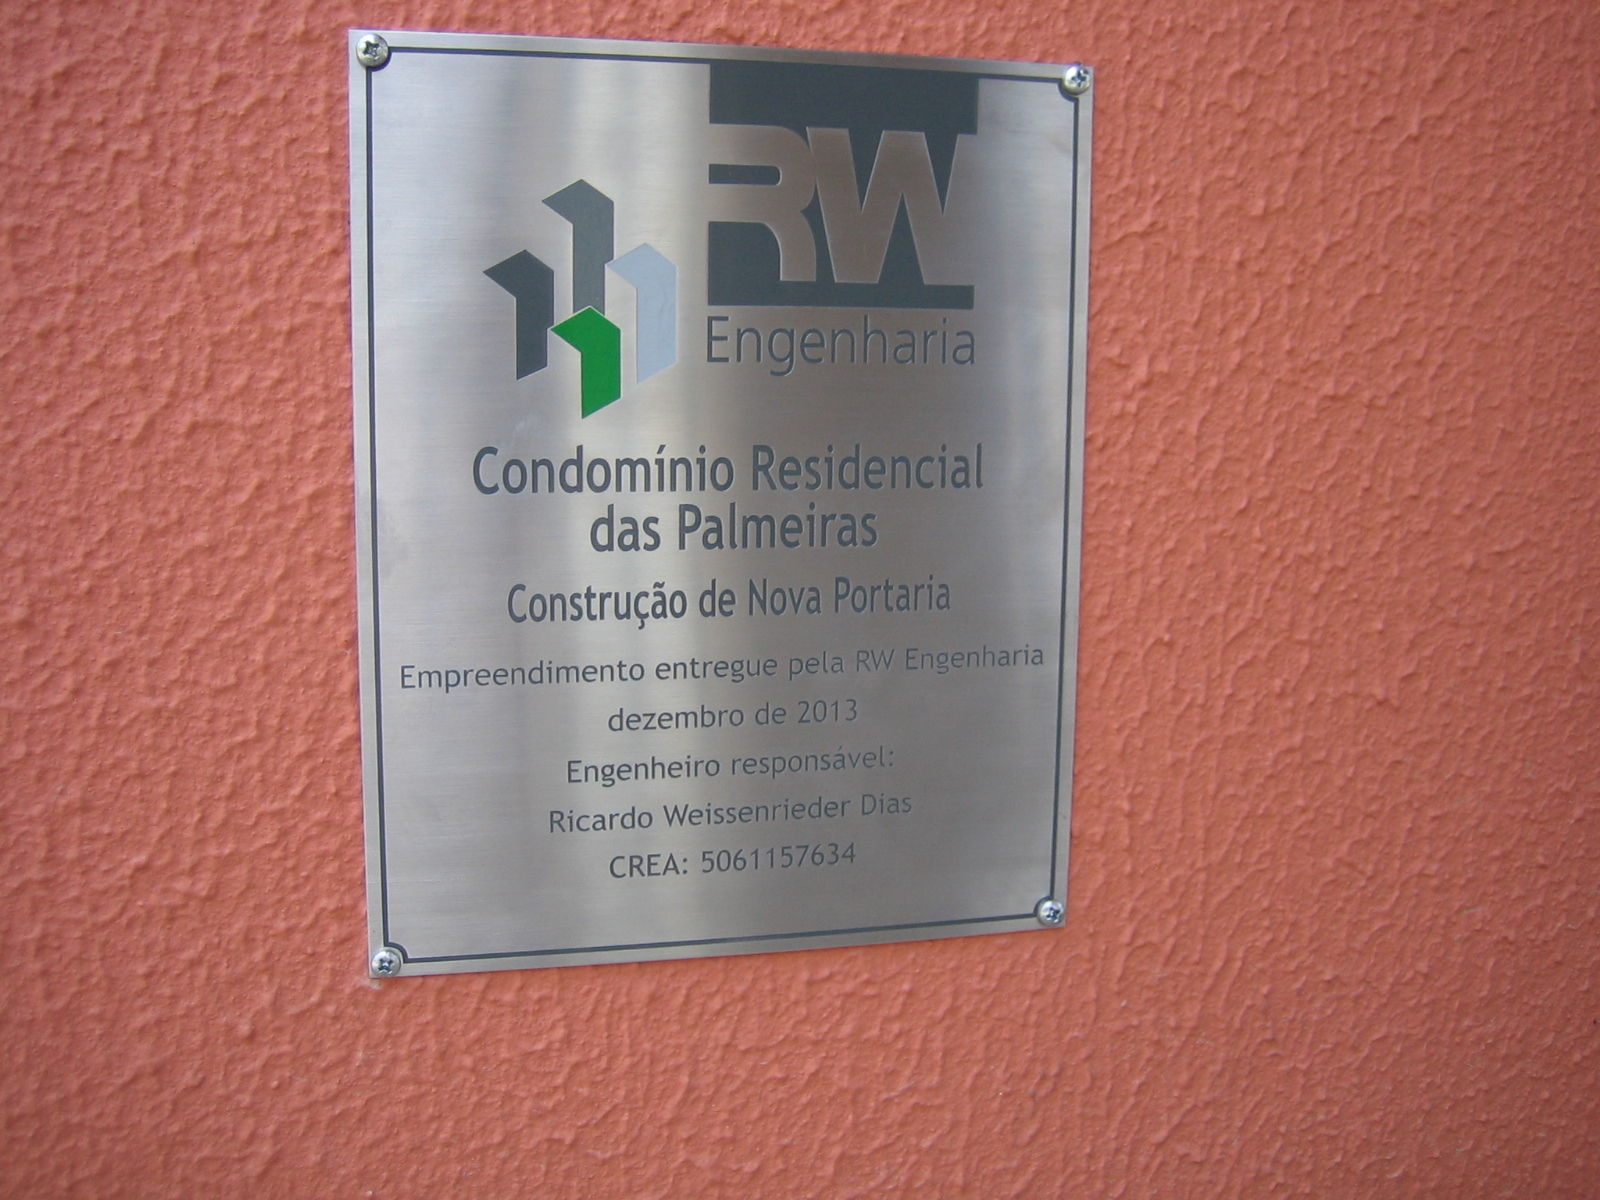 RW
Engenharia
Condomínio Residencial
das Palmeiras
Construção de Nova Portaria
Empreendimento entregue pela RW Engenharia
dezembro de 2013
Engenheiro responsável:
Ricardo Weissenrieder Dias
CREA: 5061157634